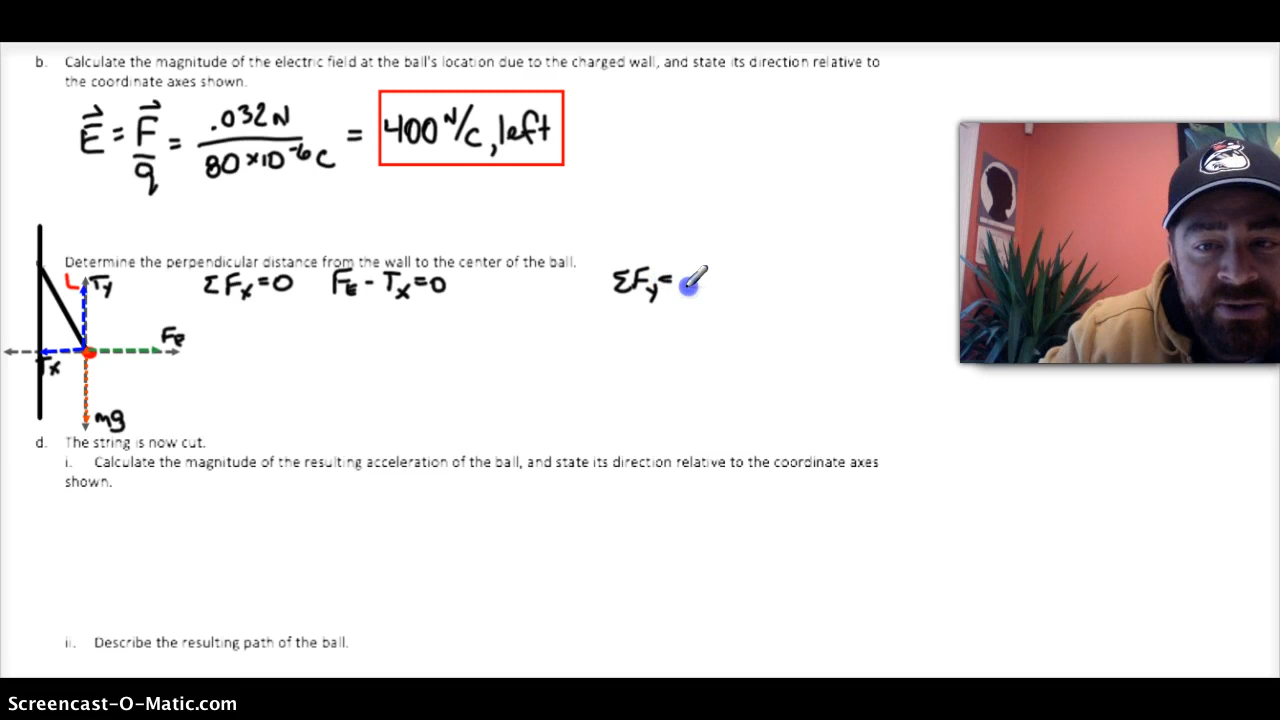 b. Calculate the magnitude of the electric field at the ball's location due to the charged wall, and state its direction relative to
the coordinate axes shown.
E⃗ = F⃗/q = .032N / 80×10⁻⁶C = 400 N/C, left
Determine the perpendicular distance from the wall to the center of the ball.
L Ty ΣFx=0 FE - Tx=0 ΣFy=
FE
Tx
mg
d. The string is now cut.
i. Calculate the magnitude of the resulting acceleration of the ball, and state its direction relative to the coordinate axes
shown.
ii. Describe the resulting path of the ball.
Screencast-O-Matic.com